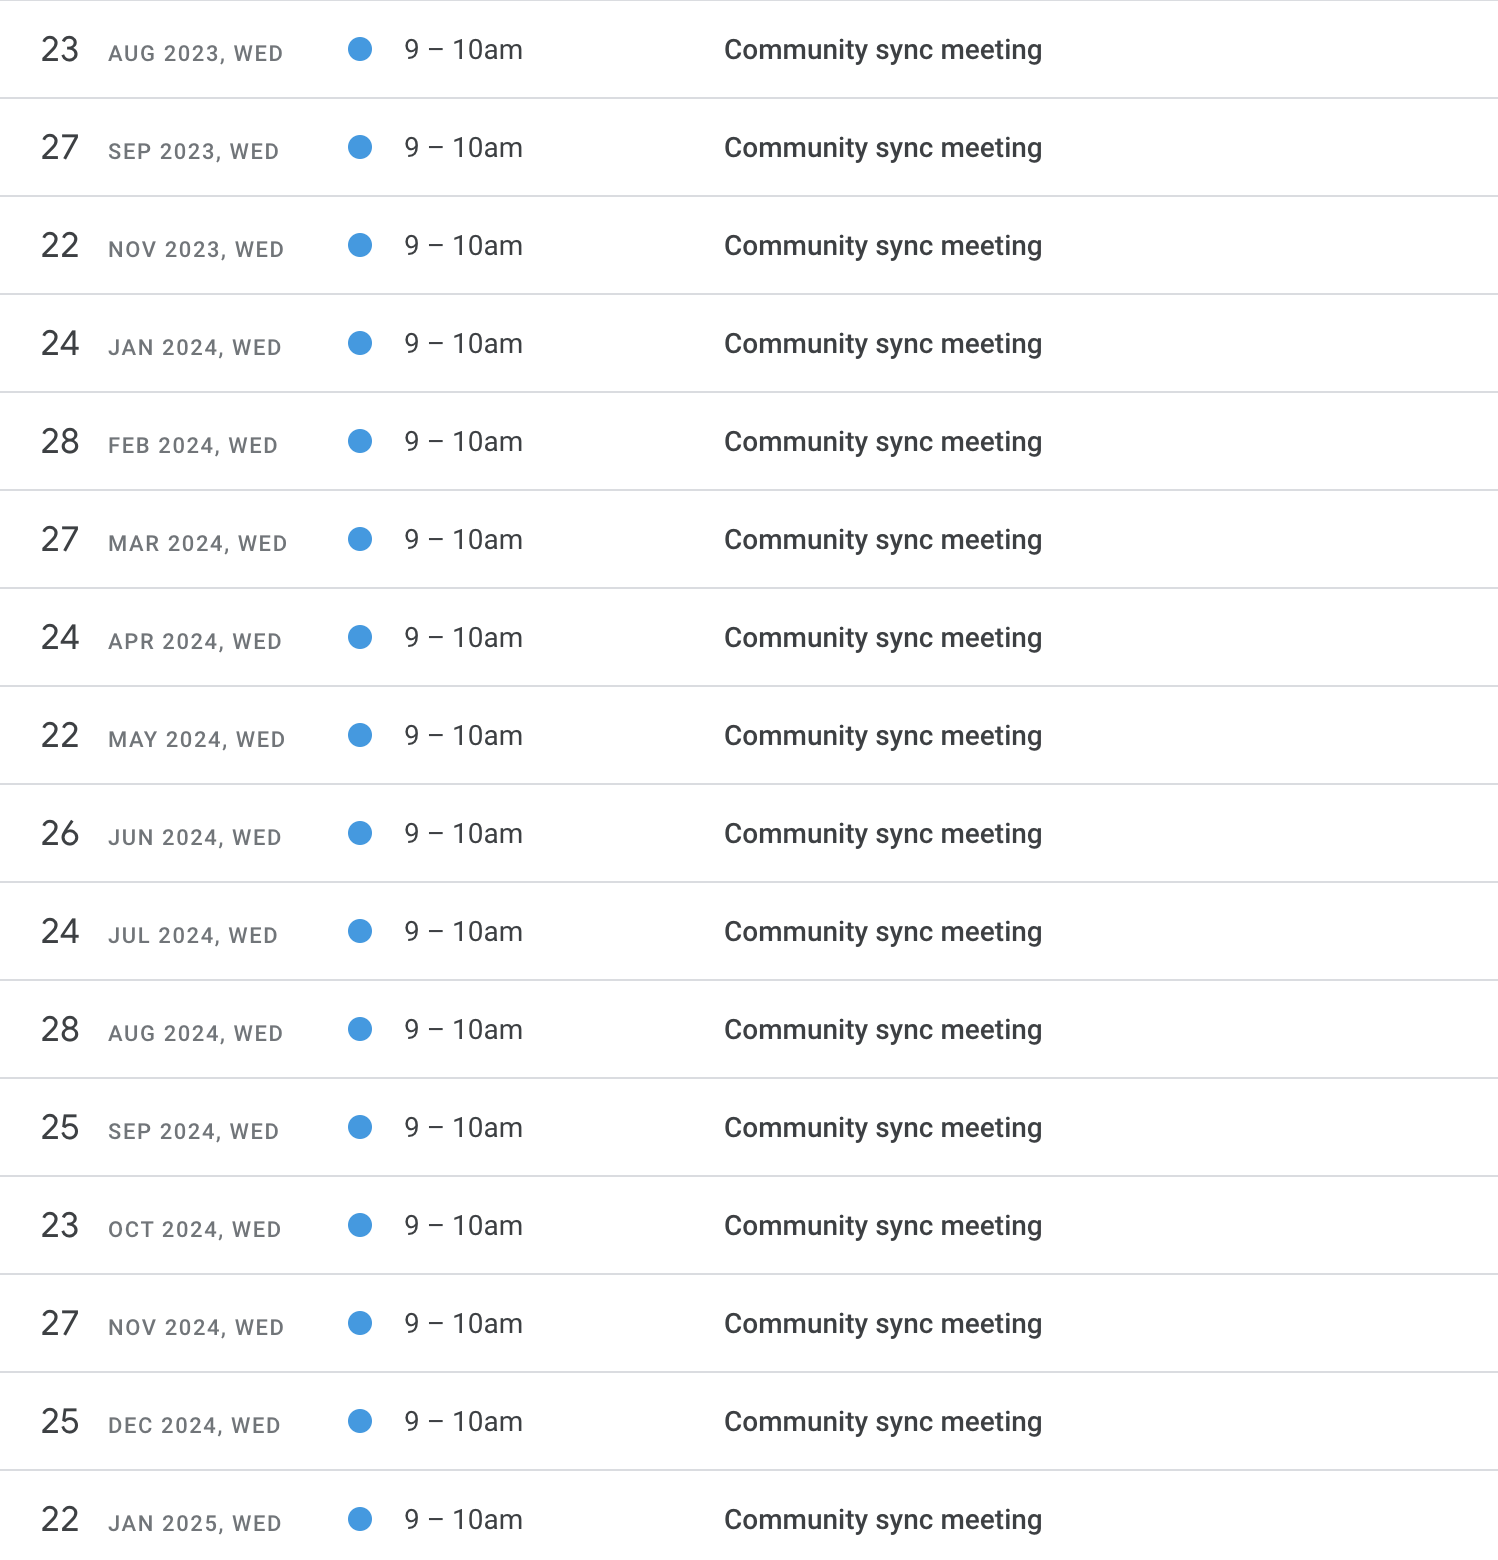 23 AUG 2023, WED 9 – 10am Community sync meeting
27 SEP 2023, WED 9 – 10am Community sync meeting
22 NOV 2023, WED 9 – 10am Community sync meeting
24 JAN 2024, WED 9 – 10am Community sync meeting
28 FEB 2024, WED 9 – 10am Community sync meeting
27 MAR 2024, WED 9 – 10am Community sync meeting
24 APR 2024, WED 9 – 10am Community sync meeting
22 MAY 2024, WED 9 – 10am Community sync meeting
26 JUN 2024, WED 9 – 10am Community sync meeting
24 JUL 2024, WED 9 – 10am Community sync meeting
28 AUG 2024, WED 9 – 10am Community sync meeting
25 SEP 2024, WED 9 – 10am Community sync meeting
23 OCT 2024, WED 9 – 10am Community sync meeting
27 NOV 2024, WED 9 – 10am Community sync meeting
25 DEC 2024, WED 9 – 10am Community sync meeting
22 JAN 2025, WED 9 – 10am Community sync meeting